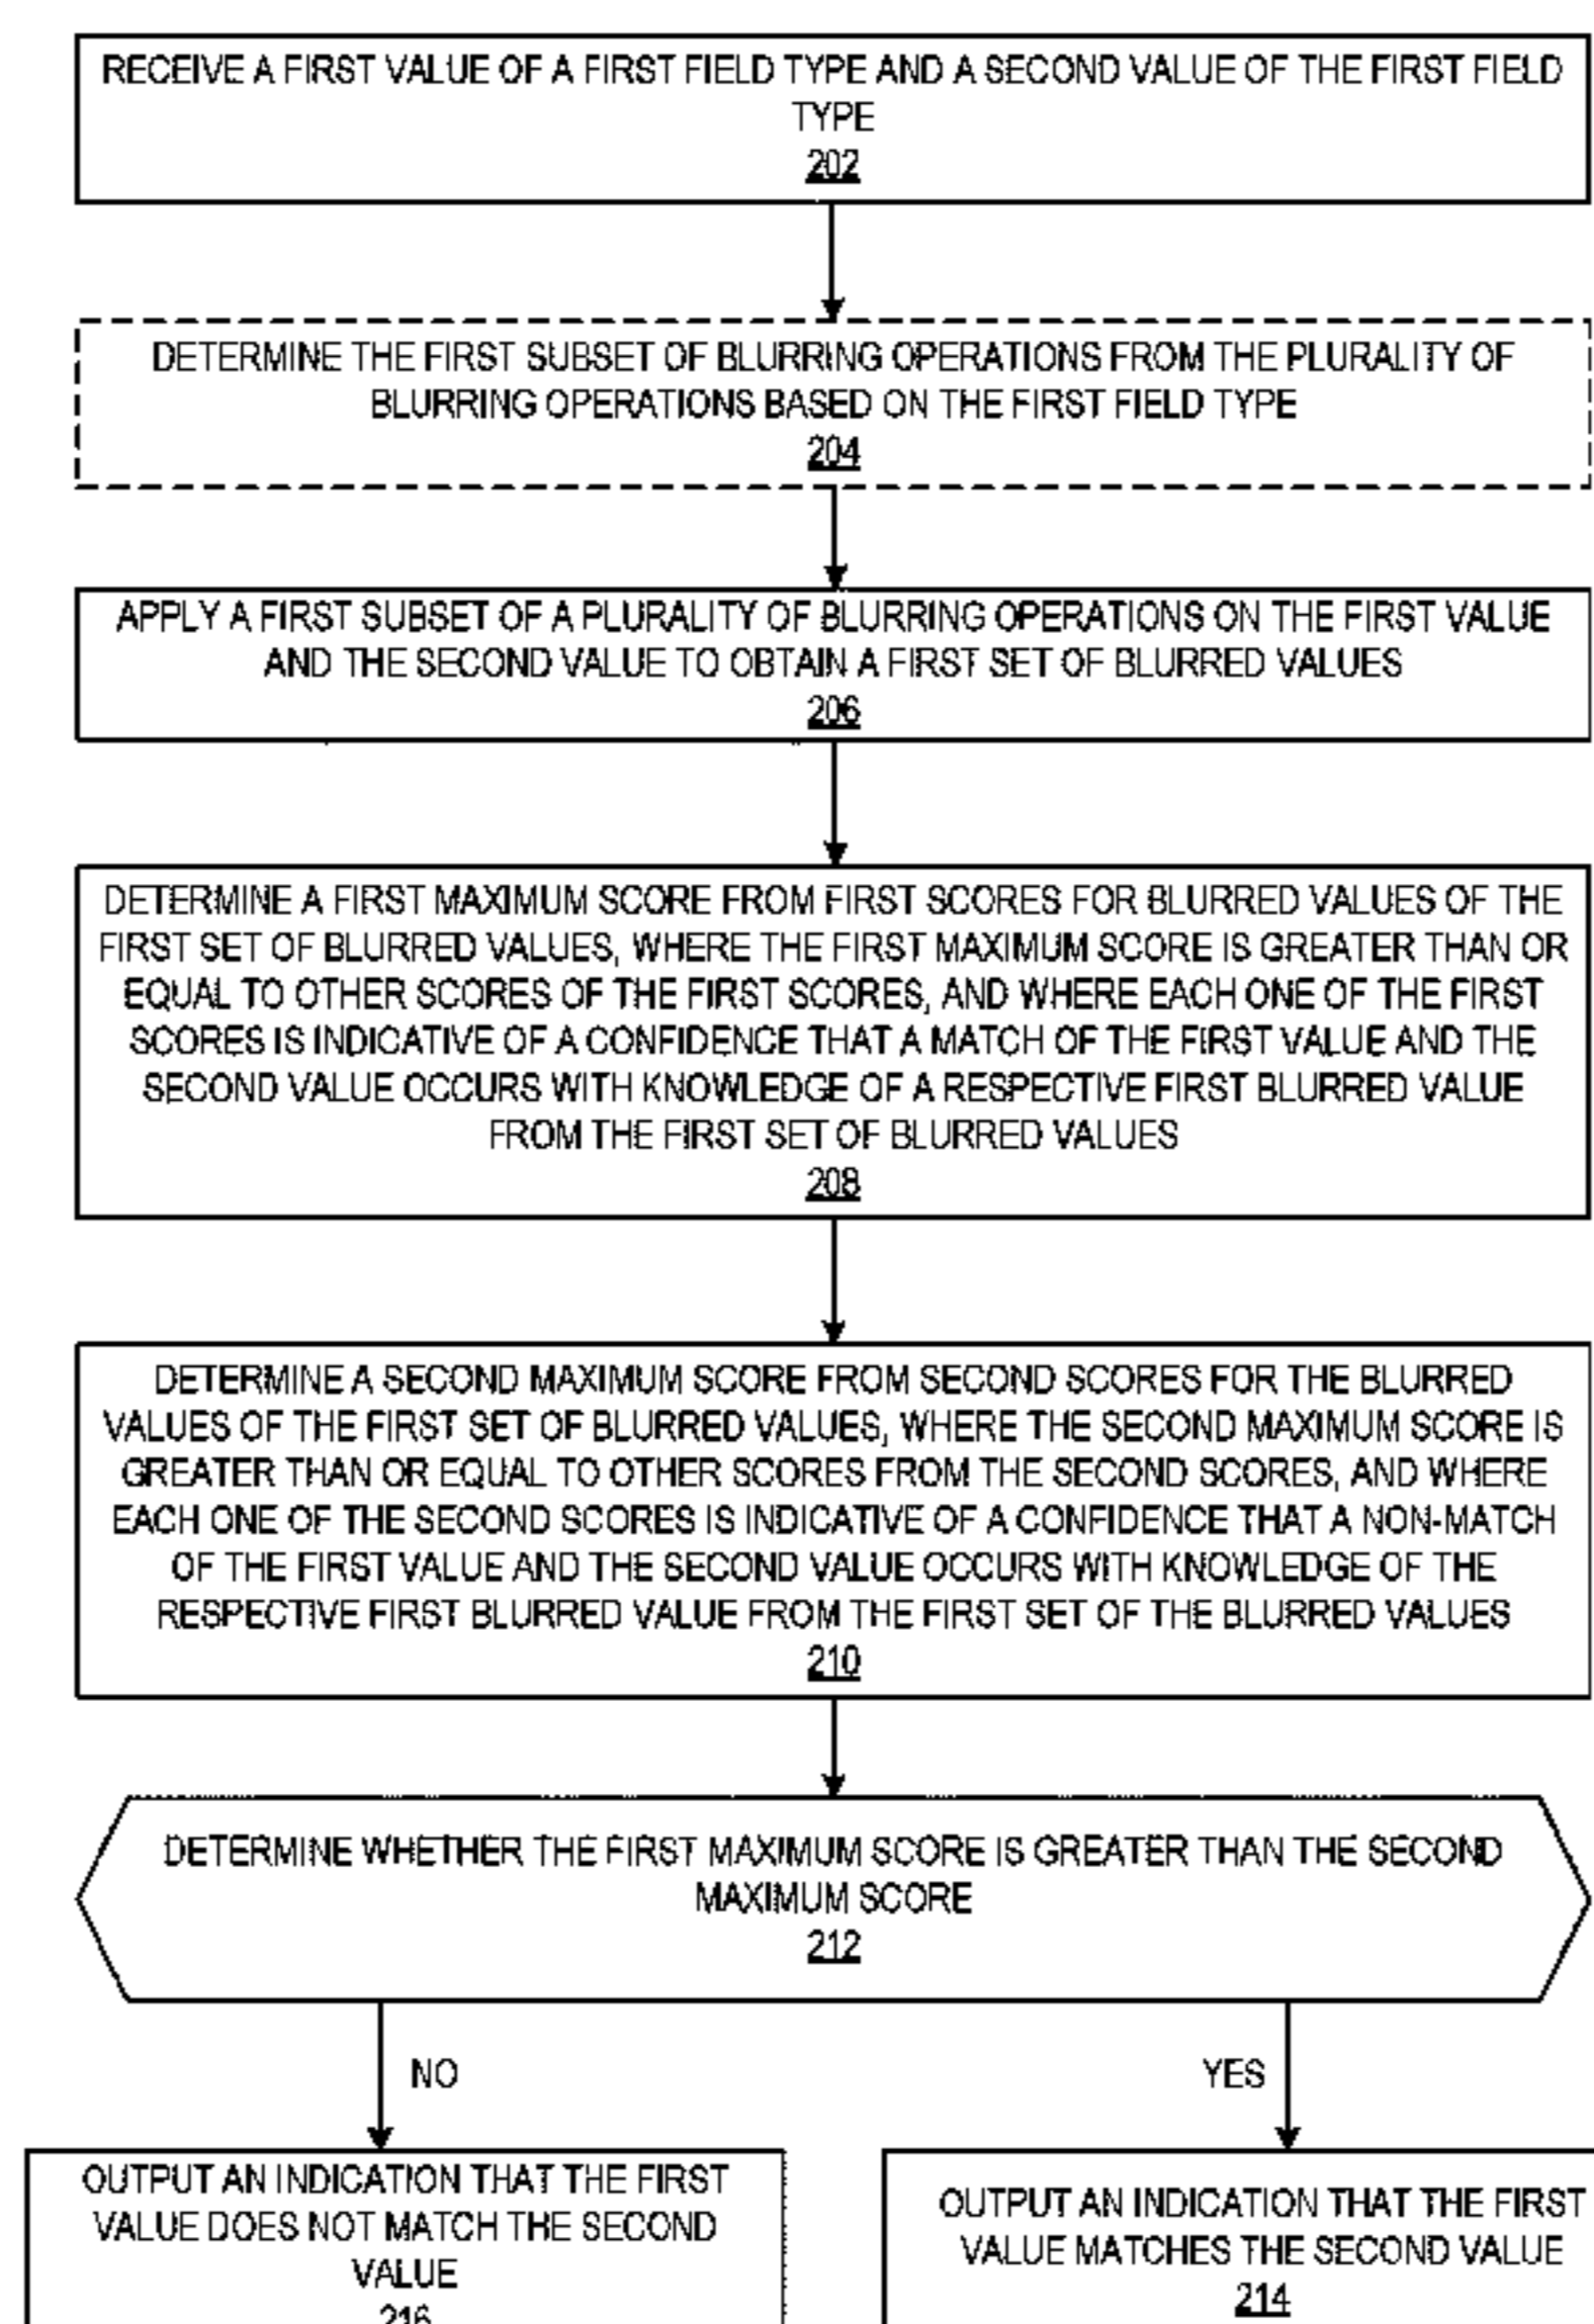 RECEIVE A FIRST VALUE OF A FIRST FIELD TYPE AND A SECOND VALUE OF THE FIRST FIELD
TYPE
202
DETERMINE THE FIRST SUBSET OF BLURRING OPERATIONS FROM THE PLURALITY OF
BLURRING OPERATIONS BASED ON THE FIRST FIELD TYPE
204
APPLY A FIRST SUBSET OF A PLURALITY OF BLURRING OPERATIONS ON THE FIRST VALUE
AND THE SECOND VALUE TO OBTAIN A FIRST SET OF BLURRED VALUES
206
DETERMINE A FIRST MAXIMUM SCORE FROM FIRST SCORES FOR BLURRED VALUES OF THE
FIRST SET OF BLURRED VALUES, WHERE THE FIRST MAXIMUM SCORE IS GREATER THAN OR
EQUAL TO OTHER SCORES OF THE FIRST SCORES, AND WHERE EACH ONE OF THE FIRST
SCORES IS INDICATIVE OF A CONFIDENCE THAT A MATCH OF THE FIRST VALUE AND THE
SECOND VALUE OCCURS WITH KNOWLEDGE OF A RESPECTIVE FIRST BLURRED VALUE
FROM THE FIRST SET OF BLURRED VALUES
208
DETERMINE A SECOND MAXIMUM SCORE FROM SECOND SCORES FOR THE BLURRED
VALUES OF THE FIRST SET OF BLURRED VALUES, WHERE THE SECOND MAXIMUM SCORE IS
GREATER THAN OR EQUAL TO OTHER SCORES FROM THE SECOND SCORES, AND WHERE
EACH ONE OF THE SECOND SCORES IS INDICATIVE OF A CONFIDENCE THAT A NON-MATCH
OF THE FIRST VALUE AND THE SECOND VALUE OCCURS WITH KNOWLEDGE OF THE
RESPECTIVE FIRST BLURRED VALUE FROM THE FIRST SET OF THE BLURRED VALUES
210
DETERMINE WHETHER THE FIRST MAXIMUM SCORE IS GREATER THAN THE SECOND
MAXIMUM SCORE
212
NO
YES
OUTPUT AN INDICATION THAT THE FIRST
VALUE DOES NOT MATCH THE SECOND
VALUE
216
OUTPUT AN INDICATION THAT THE FIRST
VALUE MATCHES THE SECOND VALUE
214